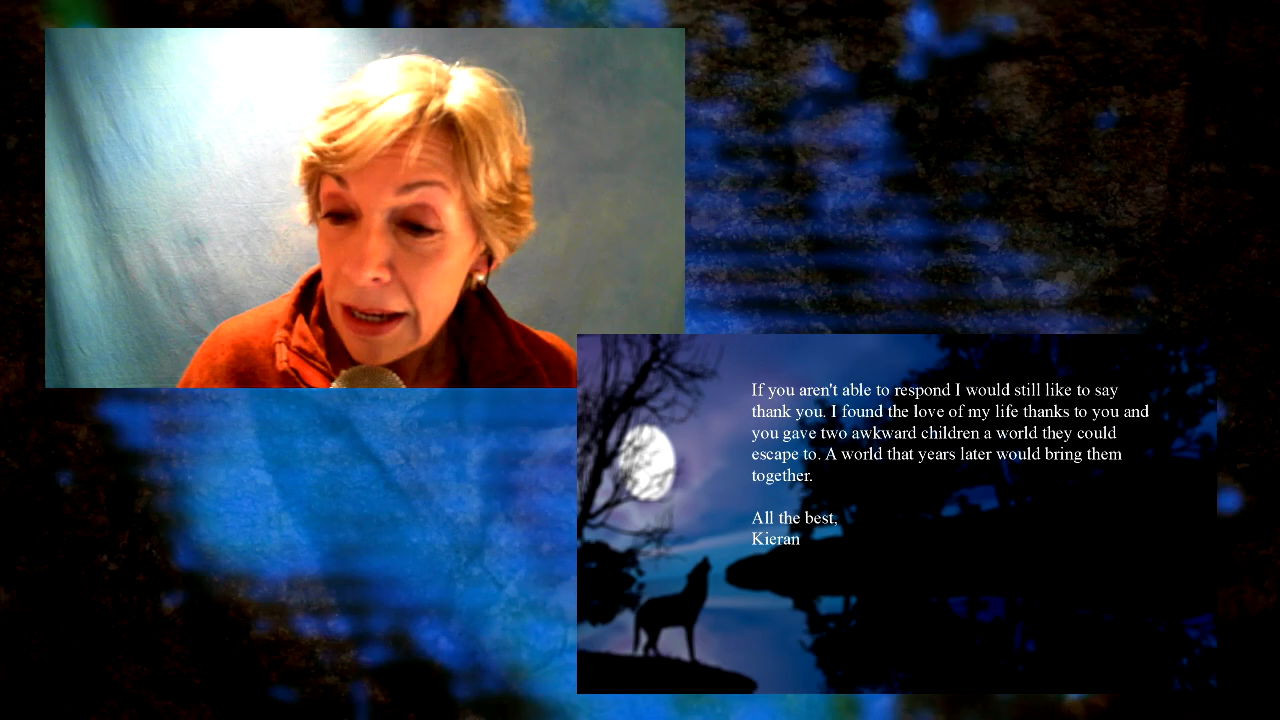 If you aren't able to respond I would still like to say
thank you. I found the love of my life thanks to you and
you gave two awkward children a world they could
escape to. A world that years later would bring them
together.
All the best,
Kieran